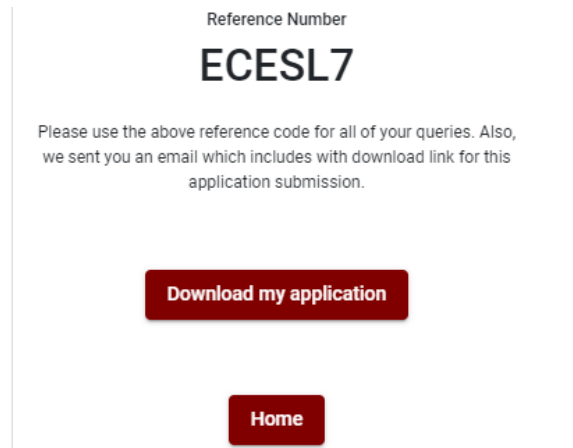 Reference Number
ECESL7
Please use the above reference code for all of your queries. Also,
we sent you an email which includes with download link for this
application submission.
Download my application
Home